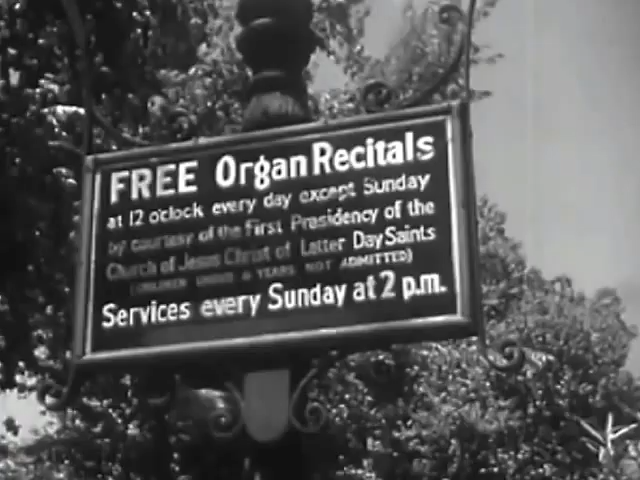 FREE Organ Recitals
at 12 o'clock every day except Sunday
by courtesy of the First Presidency of the
Church of Jesus Christ of Latter Day Saints
(CHILDREN UNDER 6 YEARS NOT ADMITTED)
Services every Sunday at 2 p.m.